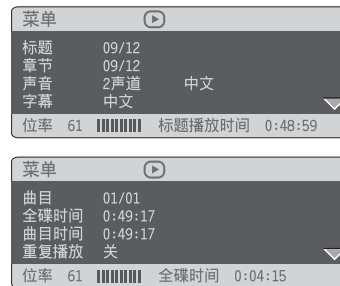 菜单
标题 09/12
章节 09/12
声音 2声道 中文
字幕 中文
位率 61 标题播放时间 0:48:59
菜单
曲目 01/01
全碟时间 0:49:17
曲目时间 0:49:17
重复播放 关
位率 61 全碟时间 0:04:15